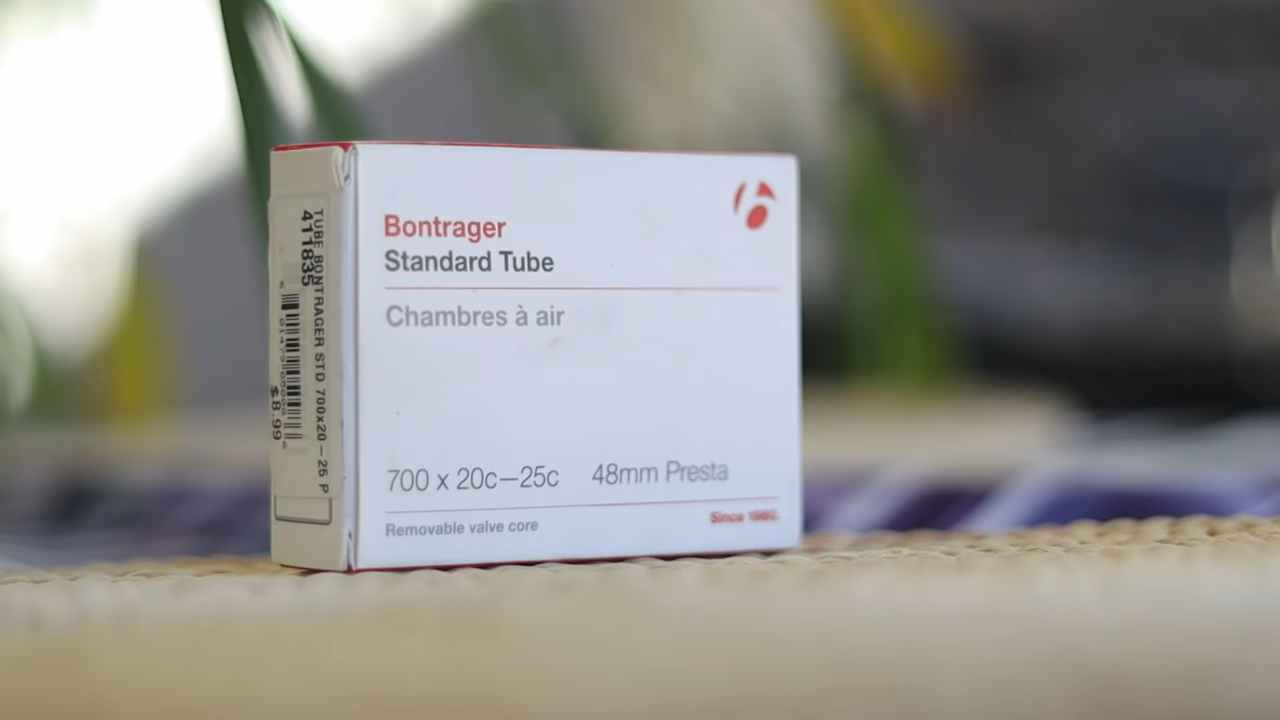 Bontrager
Standard Tube
Chambres à air
700 x 20c—25c 48mm Presta
Removable valve core
Since
TUBE BONTRAGER STD 700x20-25 P
411835
$8.99